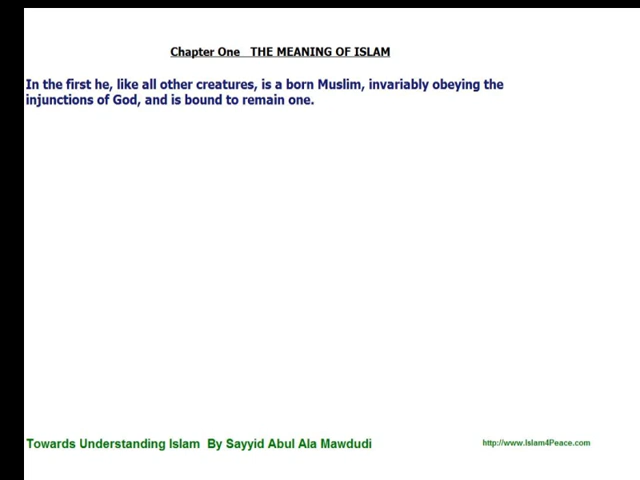 Chapter One THE MEANING OF ISLAM
In the first he, like all other creatures, is a born Muslim, invariably obeying the
injunctions of God, and is bound to remain one.
Towards Understanding Islam By Sayyid Abul Ala Mawdudi
http://www.Islam4Peace.com